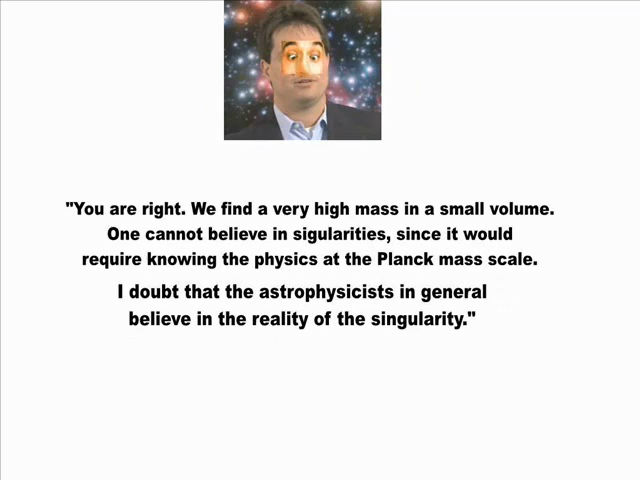 "You are right. We find a very high mass in a small volume.
One cannot believe in sigularities, since it would
require knowing the physics at the Planck mass scale.
I doubt that the astrophysicists in general
believe in the reality of the singularity."